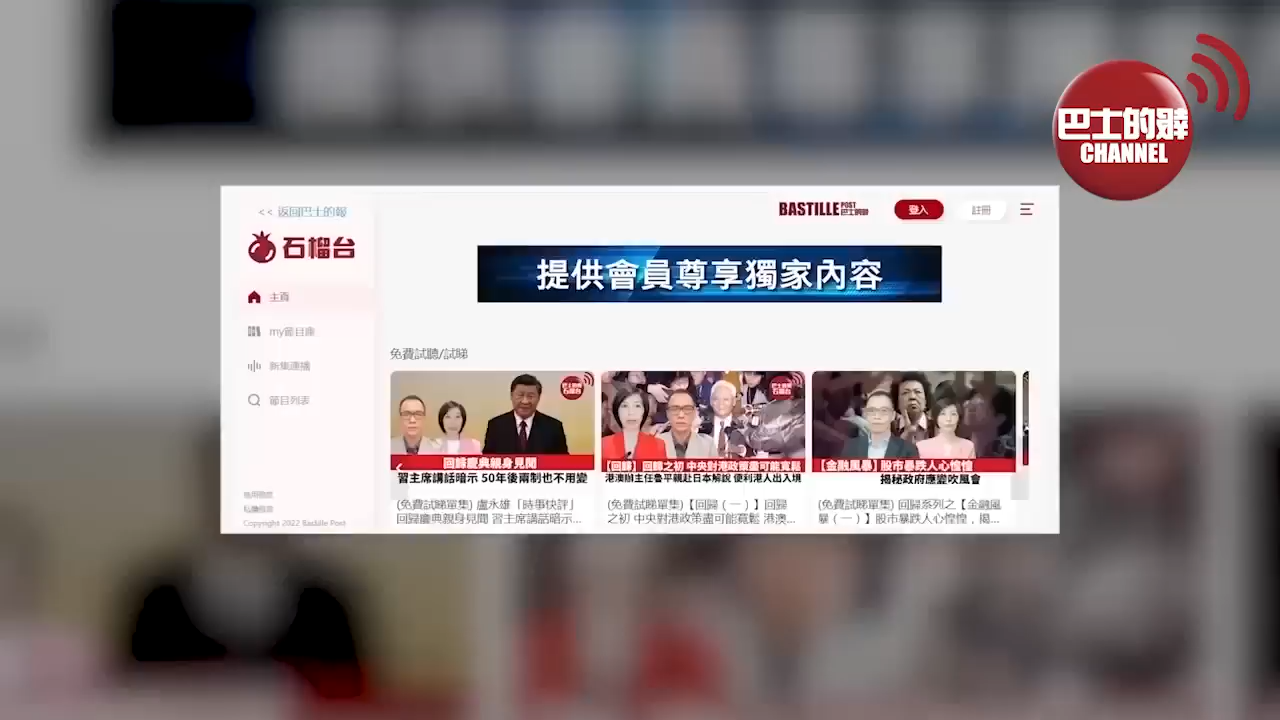 巴士的報
CHANNEL
<< 返回巴士的報
BASTILLE POST
巴士的報
登入
註冊
石榴台
提供會員尊享獨家內容
主頁
my節目庫
新集連播
節目列表
免費試聽/試睇
回歸慶典親身見聞
習主席講話暗示 50年後兩制也不用變
(免費試睇單集) 盧永雄「時事快評」
回歸慶典親身見聞 習主席講話暗示...
【回歸】回歸之初 中央對港政策盡可能寬鬆
港澳辦主任魯平親赴日本解說 便利港人出入境
(免費試睇單集)【回歸（一）】回歸
之初 中央對港政策盡可能寬鬆 港澳...
【金融風暴】股市暴跌人心惶惶
揭秘政府應變吹風會
(免費試睇單集) 回歸系列之【金融風
暴（一）】股市暴跌人心惶惶，揭...
Copyright 2022 Bastille Post